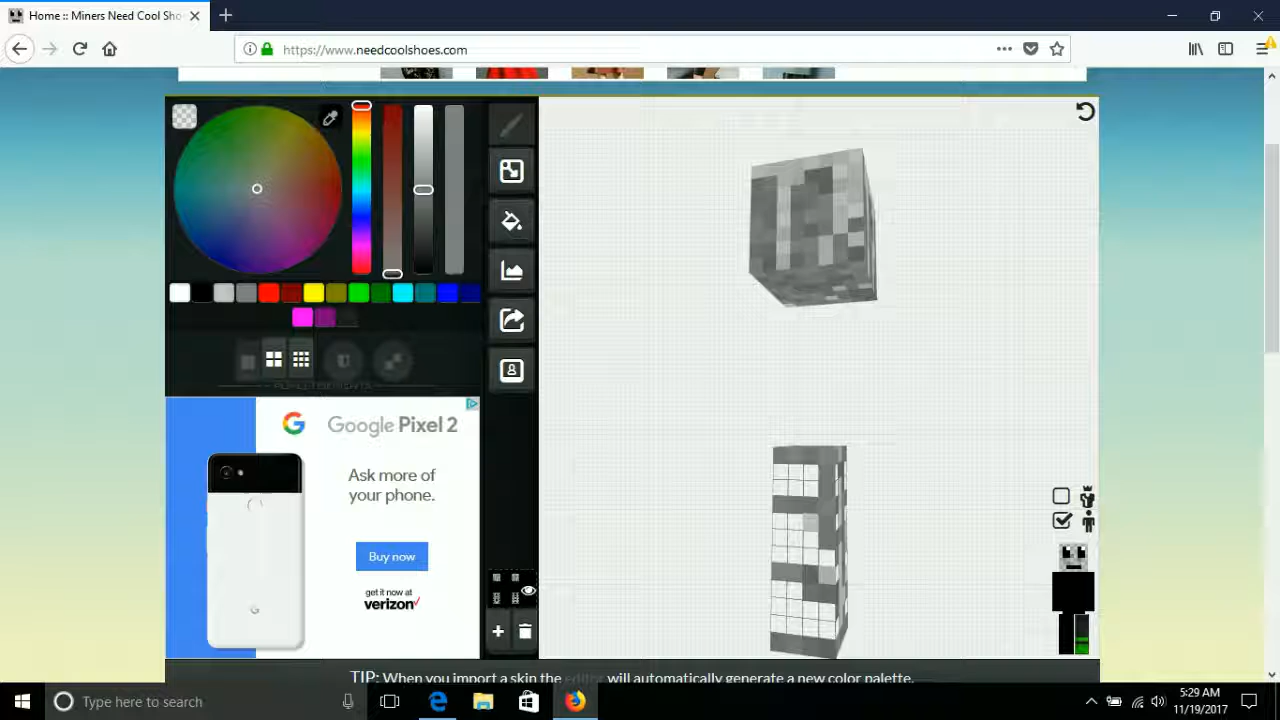 Home :: Miners Need Cool Sho
https://www.needcoolshoes.com
Google Pixel 2
Ask more of
your phone.
Buy now
get it now at
verizon✓
TIP: When you import a skin the editor will automatically generate a new color palette.
Type here to search
5:29 AM
11/19/2017